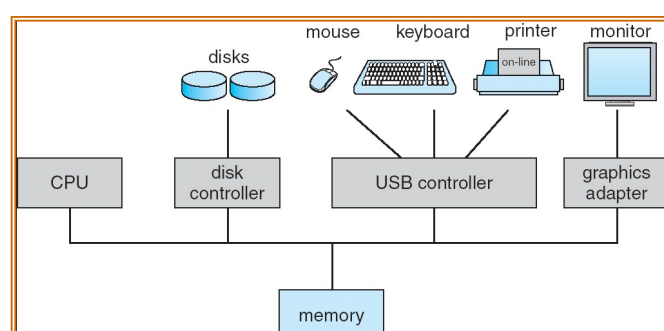 mouse
keyboard
printer
monitor
disks
on-line
CPU
disk
controller
USB controller
graphics
adapter
memory